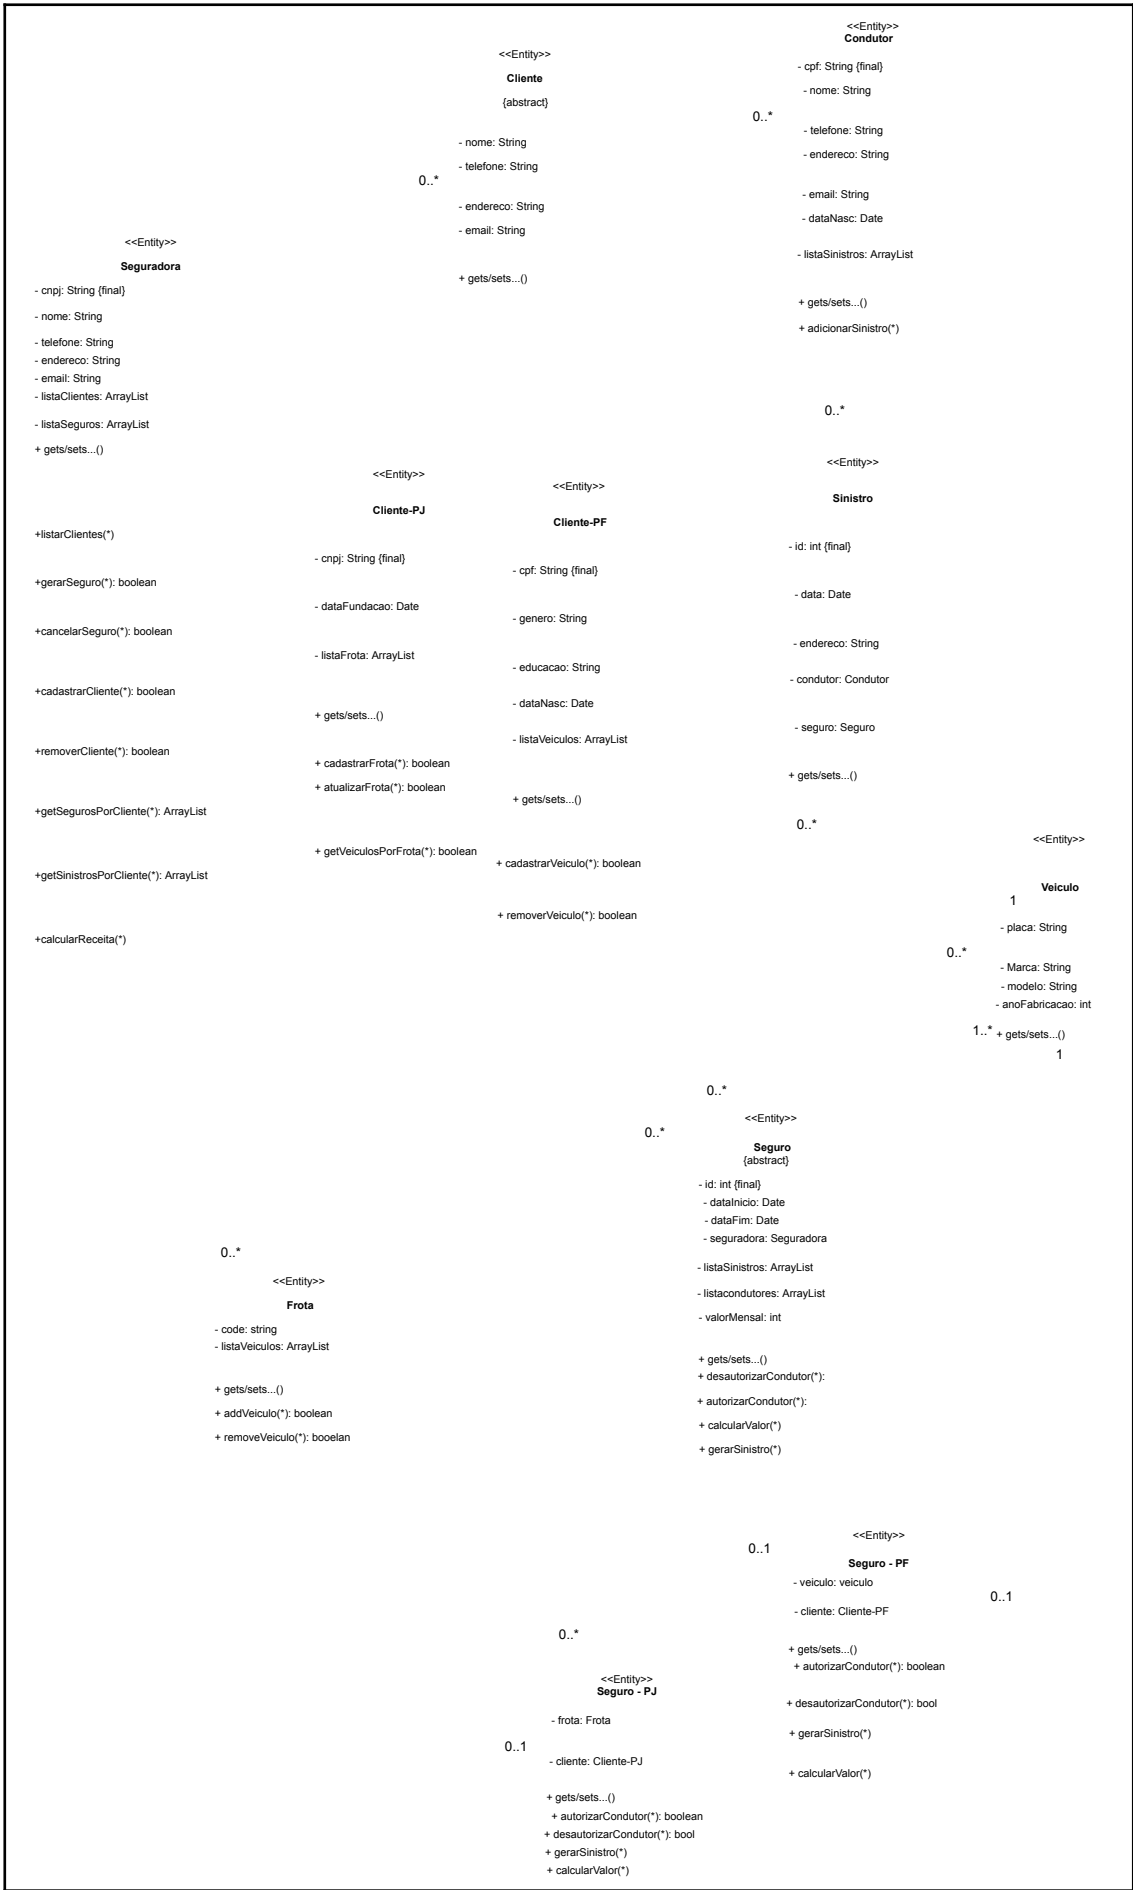 <<Entity>>
Condutor
- cpf: String {final}
- nome: String
0..*
- telefone: String
- endereco: String
- email: String
- dataNasc: Date
- listaSinistros: ArrayList
+ gets/sets...()
+ adicionarSinistro(*)
<<Entity>>
Cliente
{abstract}
- nome: String
- telefone: String
0..*
- endereco: String
- email: String
+ gets/sets...()
<<Entity>>
Seguradora
- cnpj: String {final}
- nome: String
- telefone: String
- endereco: String
- email: String
- listaClientes: ArrayList
- listaSeguros: ArrayList
+ gets/sets...()
+listarClientes(*)
+gerarSeguro(*): boolean
+cancelarSeguro(*): boolean
+cadastrarCliente(*): boolean
+removerCliente(*): boolean
+getSegurosPorCliente(*): ArrayList
+getSinistrosPorCliente(*): ArrayList
+calcularReceita(*)
<<Entity>>
Cliente-PJ
- cnpj: String {final}
- dataFundacao: Date
- listaFrota: ArrayList
+ gets/sets...()
+ cadastrarFrota(*): boolean
+ atualizarFrota(*): boolean
+ getVeiculosPorFrota(*): boolean
<<Entity>>
Cliente-PF
- cpf: String {final}
- genero: String
- educacao: String
- dataNasc: Date
- listaVeiculos: ArrayList
+ gets/sets...()
+ cadastrarVeiculo(*): boolean
+ removerVeiculo(*): boolean
0..*
<<Entity>>
Sinistro
- id: int {final}
- data: Date
- endereco: String
- condutor: Condutor
- seguro: Seguro
+ gets/sets...()
0..*
<<Entity>>
Veiculo
1
- placa: String
0..*
- Marca: String
- modelo: String
- anoFabricacao: int
1..*
+ gets/sets...()
1
0..*
<<Entity>>
0..*
Seguro
{abstract}
- id: int {final}
- dataInicio: Date
- dataFim: Date
- seguradora: Seguradora
- listaSinistros: ArrayList
- listacondutores: ArrayList
- valorMensal: int
+ gets/sets...()
+ desautorizarCondutor(*):
+ autorizarCondutor(*):
+ calcularValor(*)
+ gerarSinistro(*)
0..*
<<Entity>>
Frota
- code: string
- listaVeiculos: ArrayList
+ gets/sets...()
+ addVeiculo(*): boolean
+ removeVeiculo(*): booelan
<<Entity>>
0..1
Seguro - PF
- veiculo: veiculo
0..1
- cliente: Cliente-PF
+ gets/sets...()
+ autorizarCondutor(*): boolean
+ desautorizarCondutor(*): bool
+ gerarSinistro(*)
+ calcularValor(*)
0..*
<<Entity>>
Seguro - PJ
- frota: Frota
0..1
- cliente: Cliente-PJ
+ gets/sets...()
+ autorizarCondutor(*): boolean
+ desautorizarCondutor(*): bool
+ gerarSinistro(*)
+ calcularValor(*)